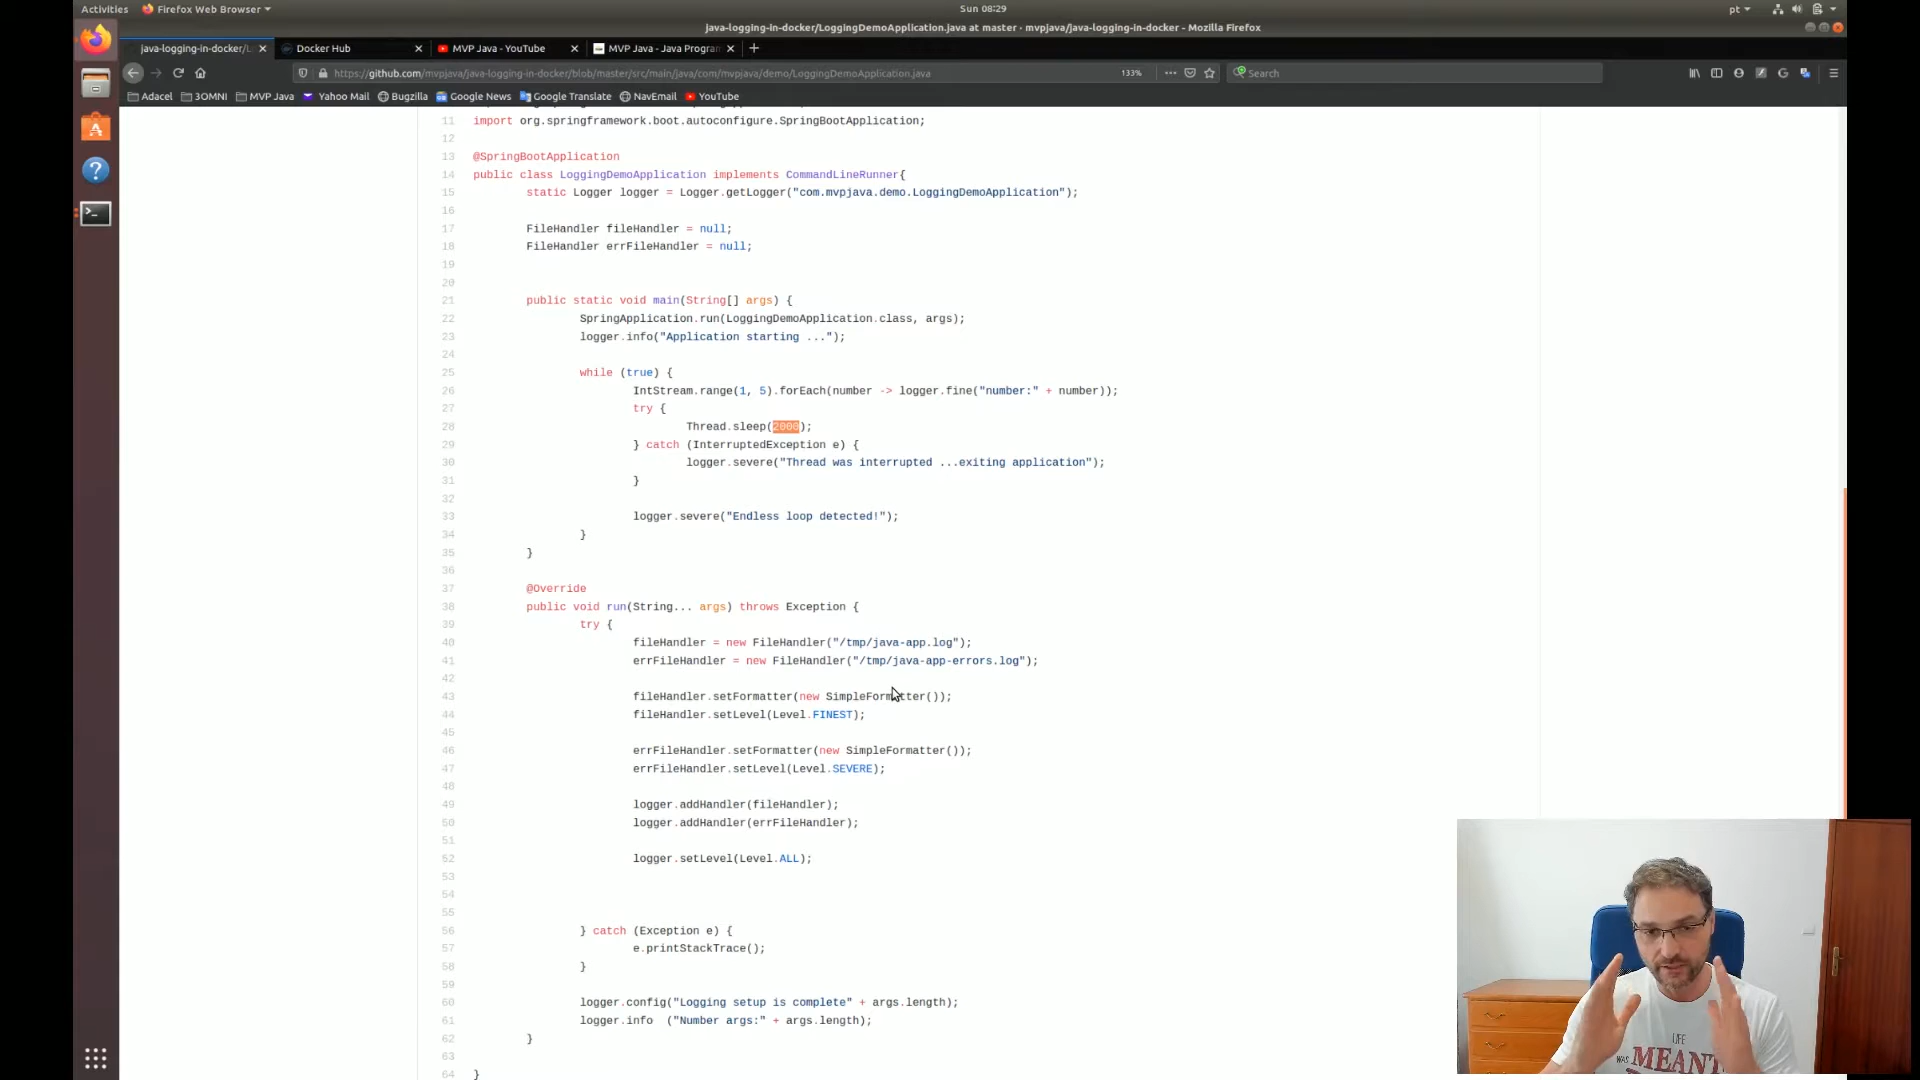 Activities Firefox Web Browser Sun 08:29 pt
java-logging-in-docker/LoggingDemoApplication.java at master · mvpjava/java-logging-in-docker - Mozilla Firefox
java-logging-in-docker/L Docker Hub MVP Java - YouTube MVP Java - Java Program
https://github.com/mvpjava/java-logging-in-docker/blob/master/src/main/java/com/mvpjava/demo/LoggingDemoApplication.java 133% Search
Adacel 3OMNI MVP Java Yahoo Mail Bugzilla Google News Google Translate NavEmail YouTube
11 import org.springframework.boot.autoconfigure.SpringBootApplication;
12
13 @SpringBootApplication
14 public class LoggingDemoApplication implements CommandLineRunner{
15 static Logger logger = Logger.getLogger("com.mvpjava.demo.LoggingDemoApplication");
16
17 FileHandler fileHandler = null;
18 FileHandler errFileHandler = null;
19
20
21 public static void main(String[] args) {
22 SpringApplication.run(LoggingDemoApplication.class, args);
23 logger.info("Application starting ...");
24
25 while (true) {
26 IntStream.range(1, 5).forEach(number -> logger.fine("number:" + number));
27 try {
28 Thread.sleep(2000);
29 } catch (InterruptedException e) {
30 logger.severe("Thread was interrupted ...exiting application");
31 }
32
33 logger.severe("Endless loop detected!");
34 }
35 }
36
37 @Override
38 public void run(String... args) throws Exception {
39 try {
40 fileHandler = new FileHandler("/tmp/java-app.log");
41 errFileHandler = new FileHandler("/tmp/java-app-errors.log");
42
43 fileHandler.setFormatter(new SimpleFormatter());
44 fileHandler.setLevel(Level.FINEST);
45
46 errFileHandler.setFormatter(new SimpleFormatter());
47 errFileHandler.setLevel(Level.SEVERE);
48
49 logger.addHandler(fileHandler);
50 logger.addHandler(errFileHandler);
51
52 logger.setLevel(Level.ALL);
53
54
55
56 } catch (Exception e) {
57 e.printStackTrace();
58 }
59
60 logger.config("Logging setup is complete" + args.length);
61 logger.info ("Number args:" + args.length);
62 }
63
64 }
LIFE
WAS MEANT